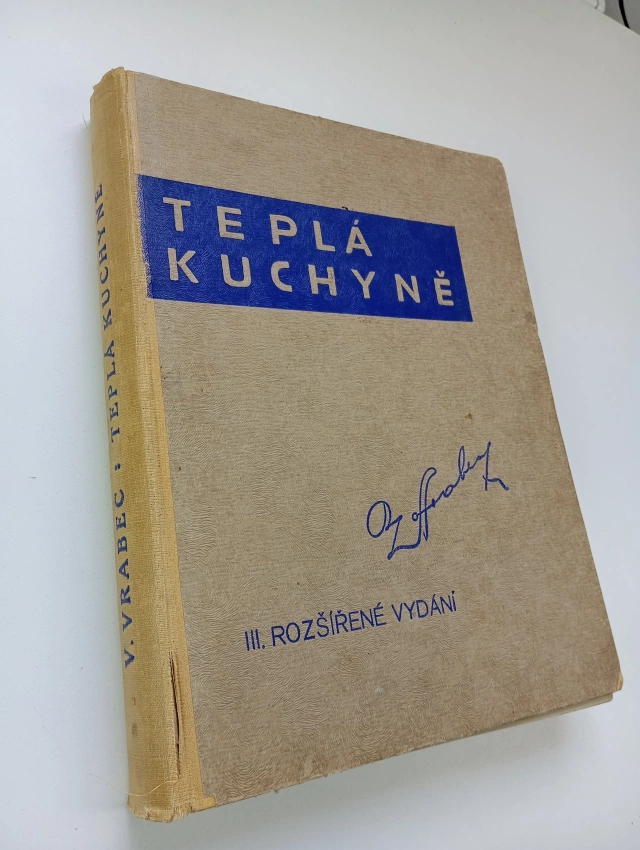 TEPLÁ
KUCHYNĚ
III. ROZŠÍŘENÉ VYDÁNÍ
V. VRABEC : TEPLÁ KUCHYNĚ